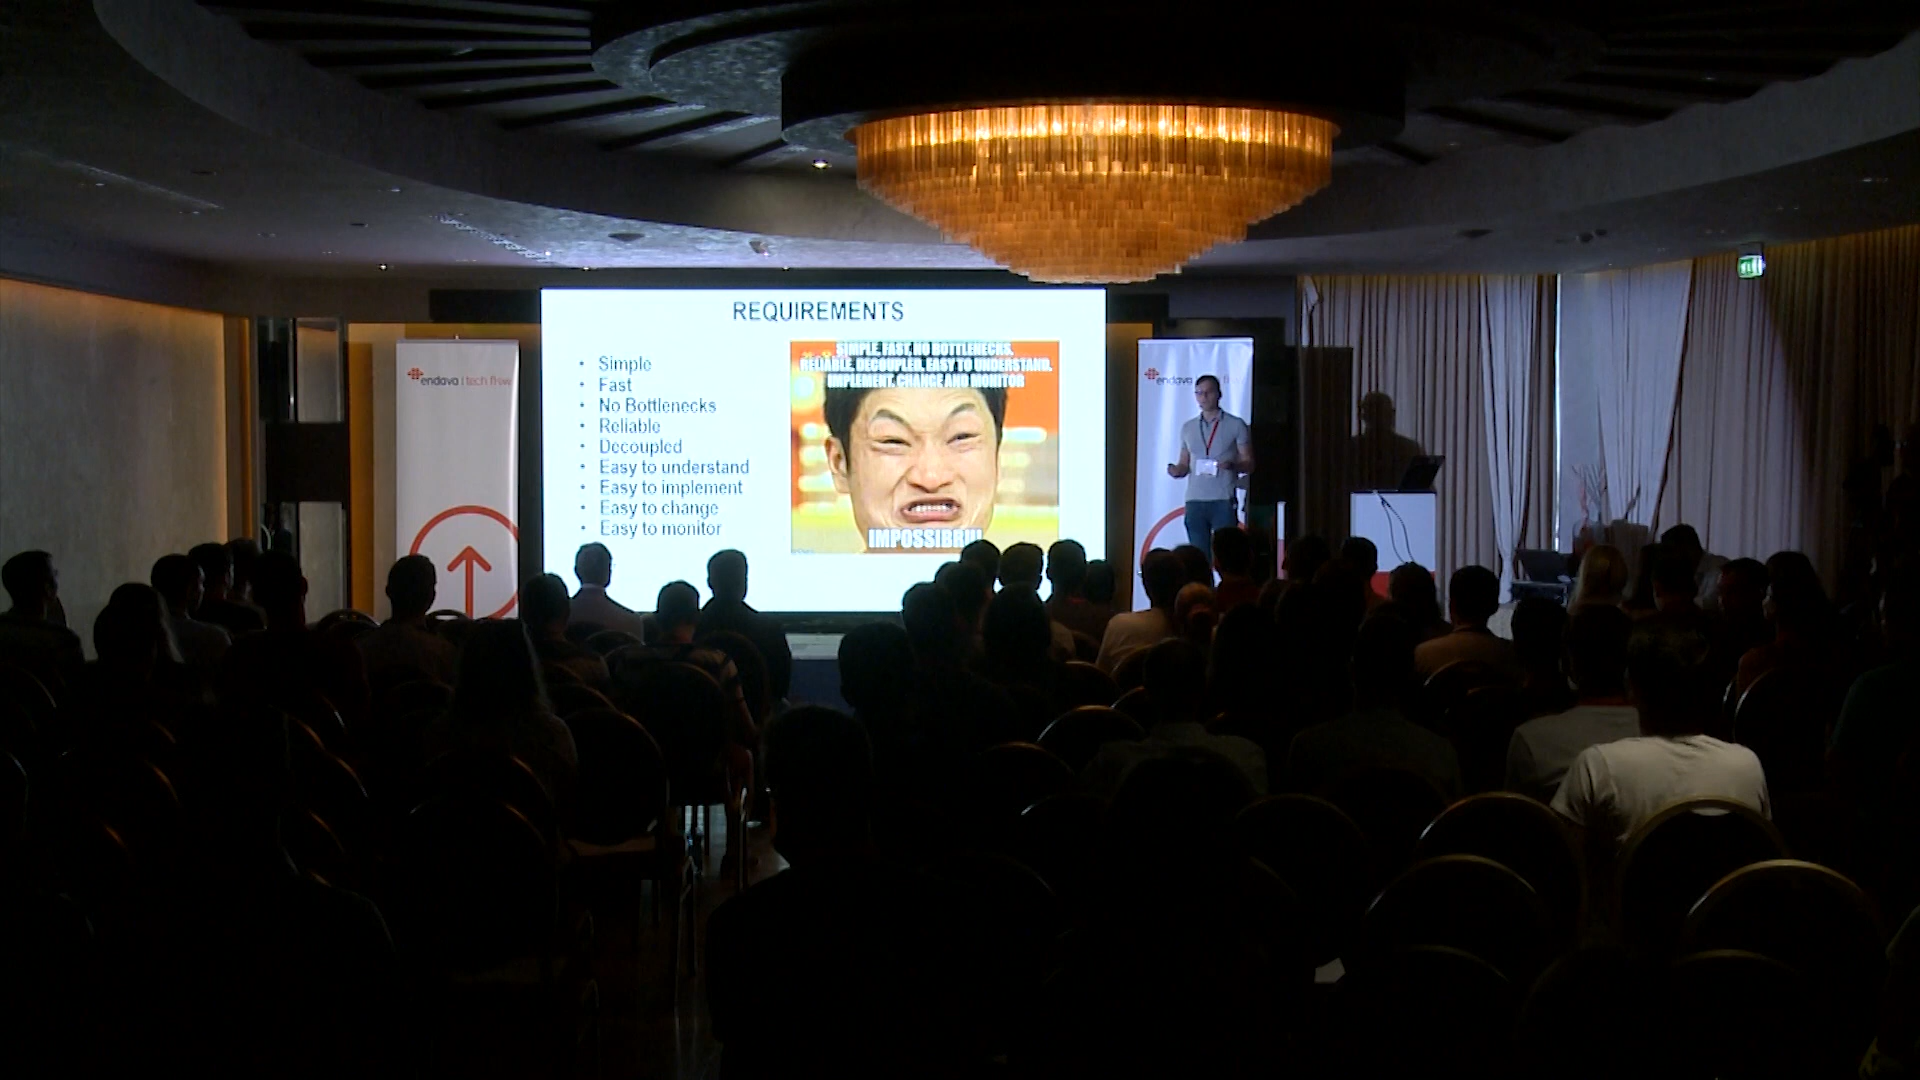 REQUIREMENTS
• Simple
• Fast
• No Bottlenecks
• Reliable
• Decoupled
• Easy to understand
• Easy to implement
• Easy to change
• Easy to monitor
SIMPLE, FAST, NO BOTTLENECKS,
RELIABLE, DECOUPLED, EASY TO UNDERSTAND,
IMPLEMENT, CHANGE AND MONITOR
IMPOSSIBRU!!
endava | tech flow
endava